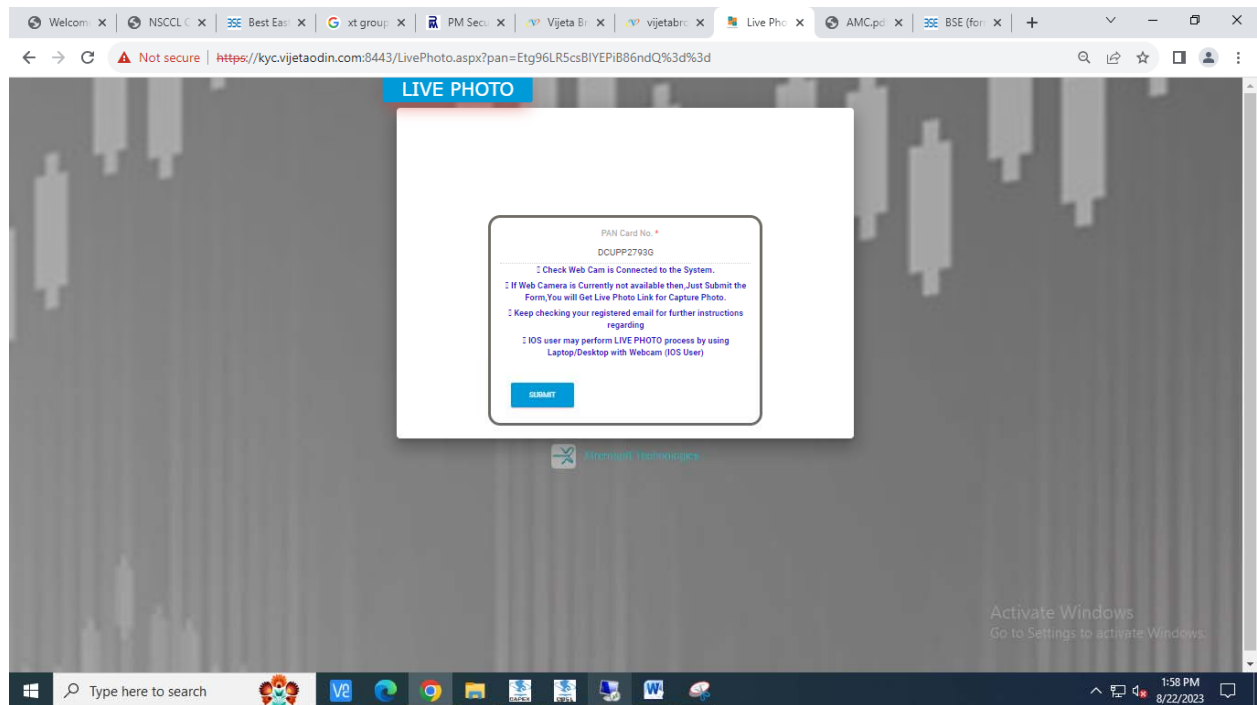 Welcom NSCCL C BSE Best Eas G xt group PM Secu Vijeta Br vijetabro Live Pho AMC.pd BSE BSE (for
Not secure https://kyc.vijetaodin.com:8443/LivePhoto.aspx?pan=Etg96LR5csBIYEPiB86ndQ%3d%3d
LIVE PHOTO
PAN Card No. *
DCUPP2793G
Check Web Cam is Connected to the System.
If Web Camera is Currently not available then,Just Submit the
Form,You will Get Live Photo Link for Capture Photo.
Keep checking your registered email for further instructions
regarding
IOS user may perform LIVE PHOTO process by using
Laptop/Desktop with Webcam (IOS User)
SUBMIT
Technologies
Activate Windows
Go to Settings to activate Windows.
Type here to search
1:58 PM
8/22/2023